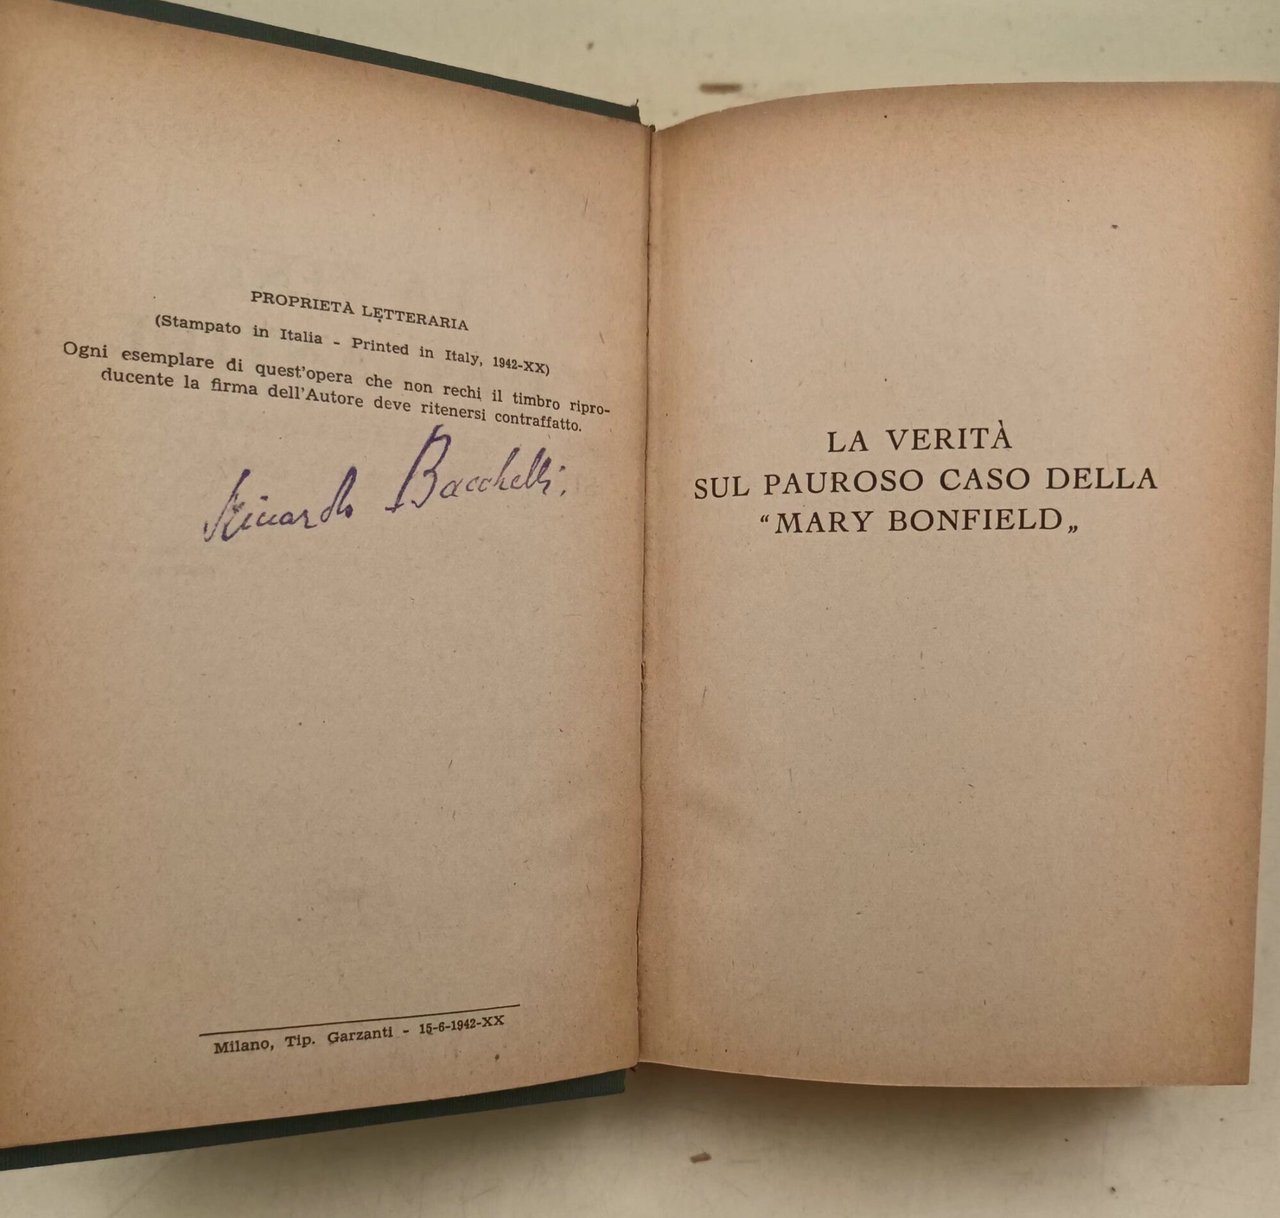 PROPRIETÀ LETTERARIA
(Stampato in Italia - Printed in Italy, 1942-XX)
Ogni esemplare di quest'opera che non rechi il timbro ripro-
ducente la firma dell'Autore deve ritenersi contraffatto.
Riccardo Bacchelli.
Milano, Tip. Garzanti - 15-6-1942-XX
LA VERITÀ
SUL PAUROSO CASO DELLA
“MARY BONFIELD„